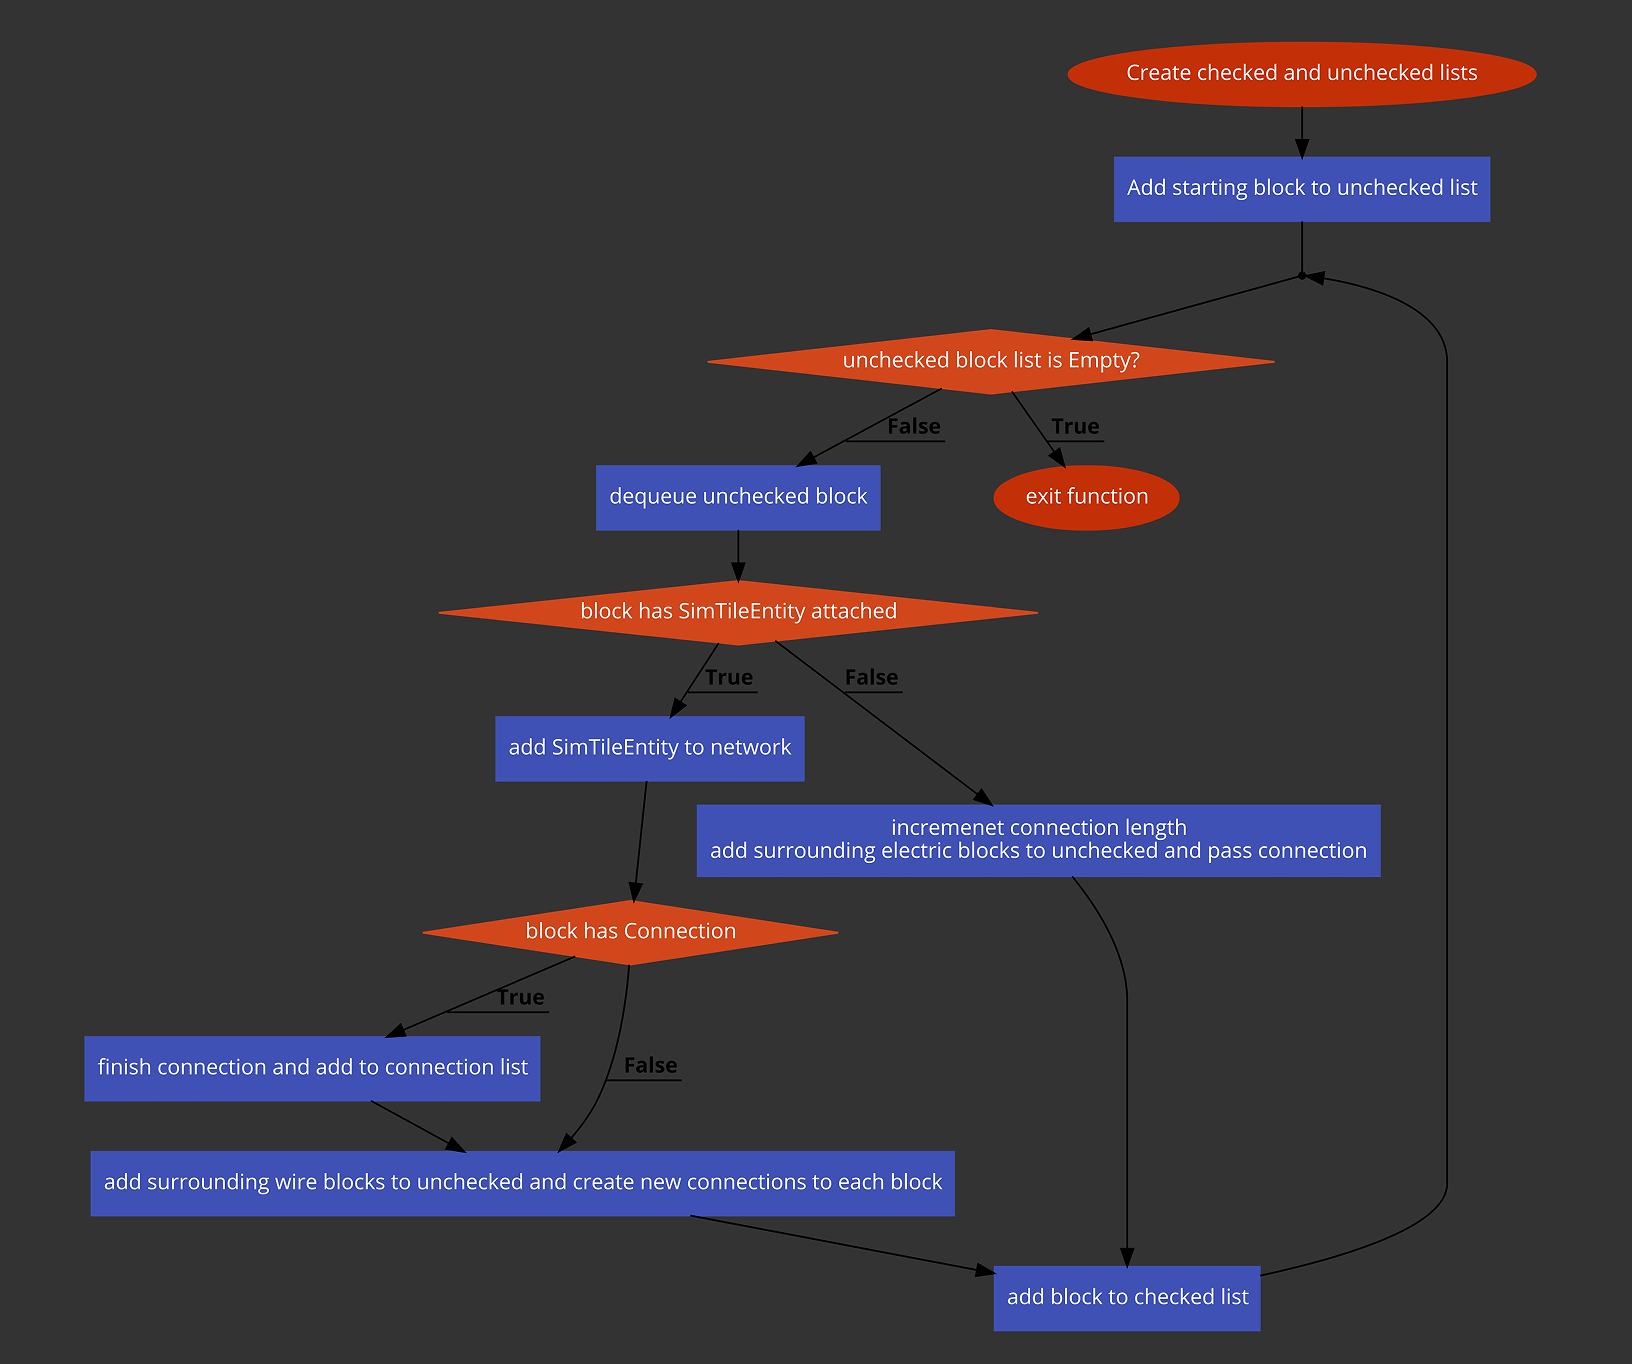 Create checked and unchecked lists
Add starting block to unchecked list
unchecked block list is Empty?
False
True
dequeue unchecked block
exit function
block has SimTileEntity attached
True
False
add SimTileEntity to network
incremenet connection length
add surrounding electric blocks to unchecked and pass connection
block has Connection
True
False
finish connection and add to connection list
add surrounding wire blocks to unchecked and create new connections to each block
add block to checked list